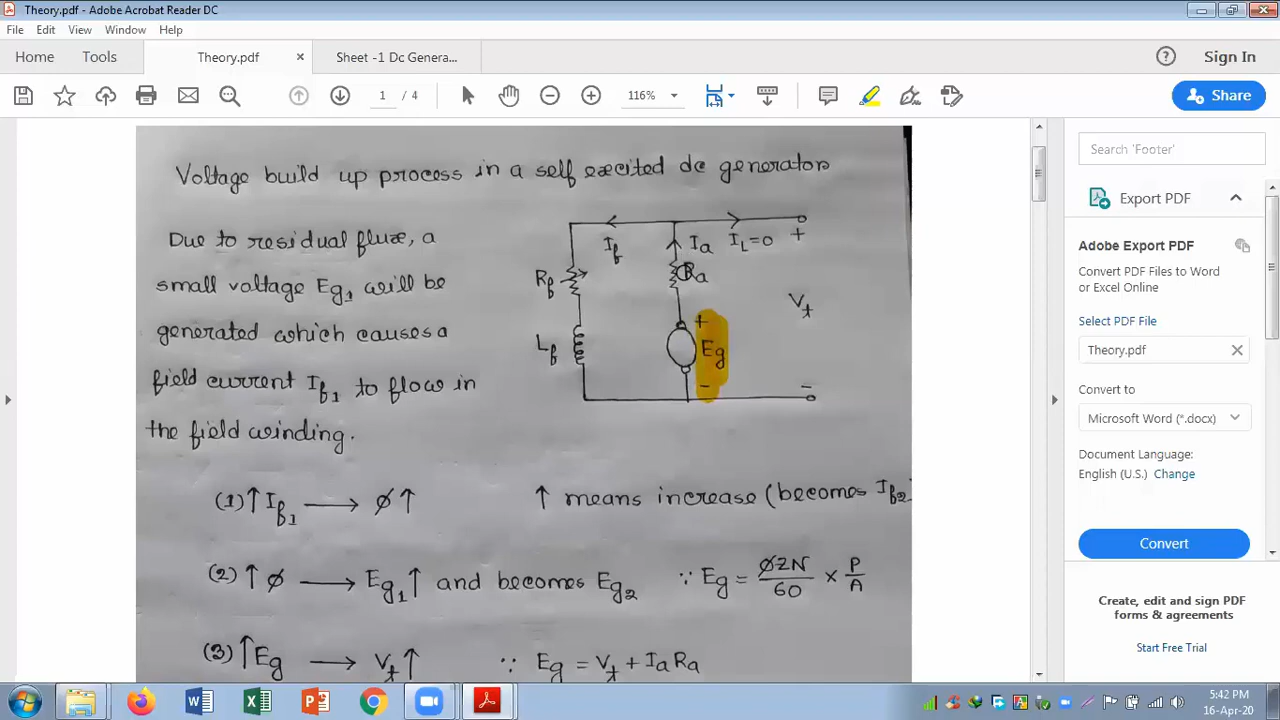 Theory.pdf - Adobe Acrobat Reader DC
File Edit View Window Help
Home Tools Theory.pdf × Sheet -1 Dc Genera... ? Sign In
1 / 4 116% Share
Voltage build up process in a self excited dc generator
Due to residual flux, a
small voltage Eg1 will be
generated which causes a
field current If1 to flow in
the field winding.
If Ia IL=0 +
Rf Ra
Vt
+
Lf Eg
- -
(1) ↑ If1 → ϕ ↑ ↑ means increase (becomes If2)
(2) ↑ ϕ → Eg1 ↑ and becomes Eg2 ∵ Eg = ϕZN/60 × P/A
(3) ↑ Eg → Vt ↑ ∵ Eg = Vt + IaRa
Search 'Footer'
Export PDF
Adobe Export PDF
Convert PDF Files to Word
or Excel Online
Select PDF File
Theory.pdf
Convert to
Microsoft Word (*.docx)
Document Language:
English (U.S.) Change
Convert
Create, edit and sign PDF
forms & agreements
Start Free Trial
5:42 PM
16-Apr-20